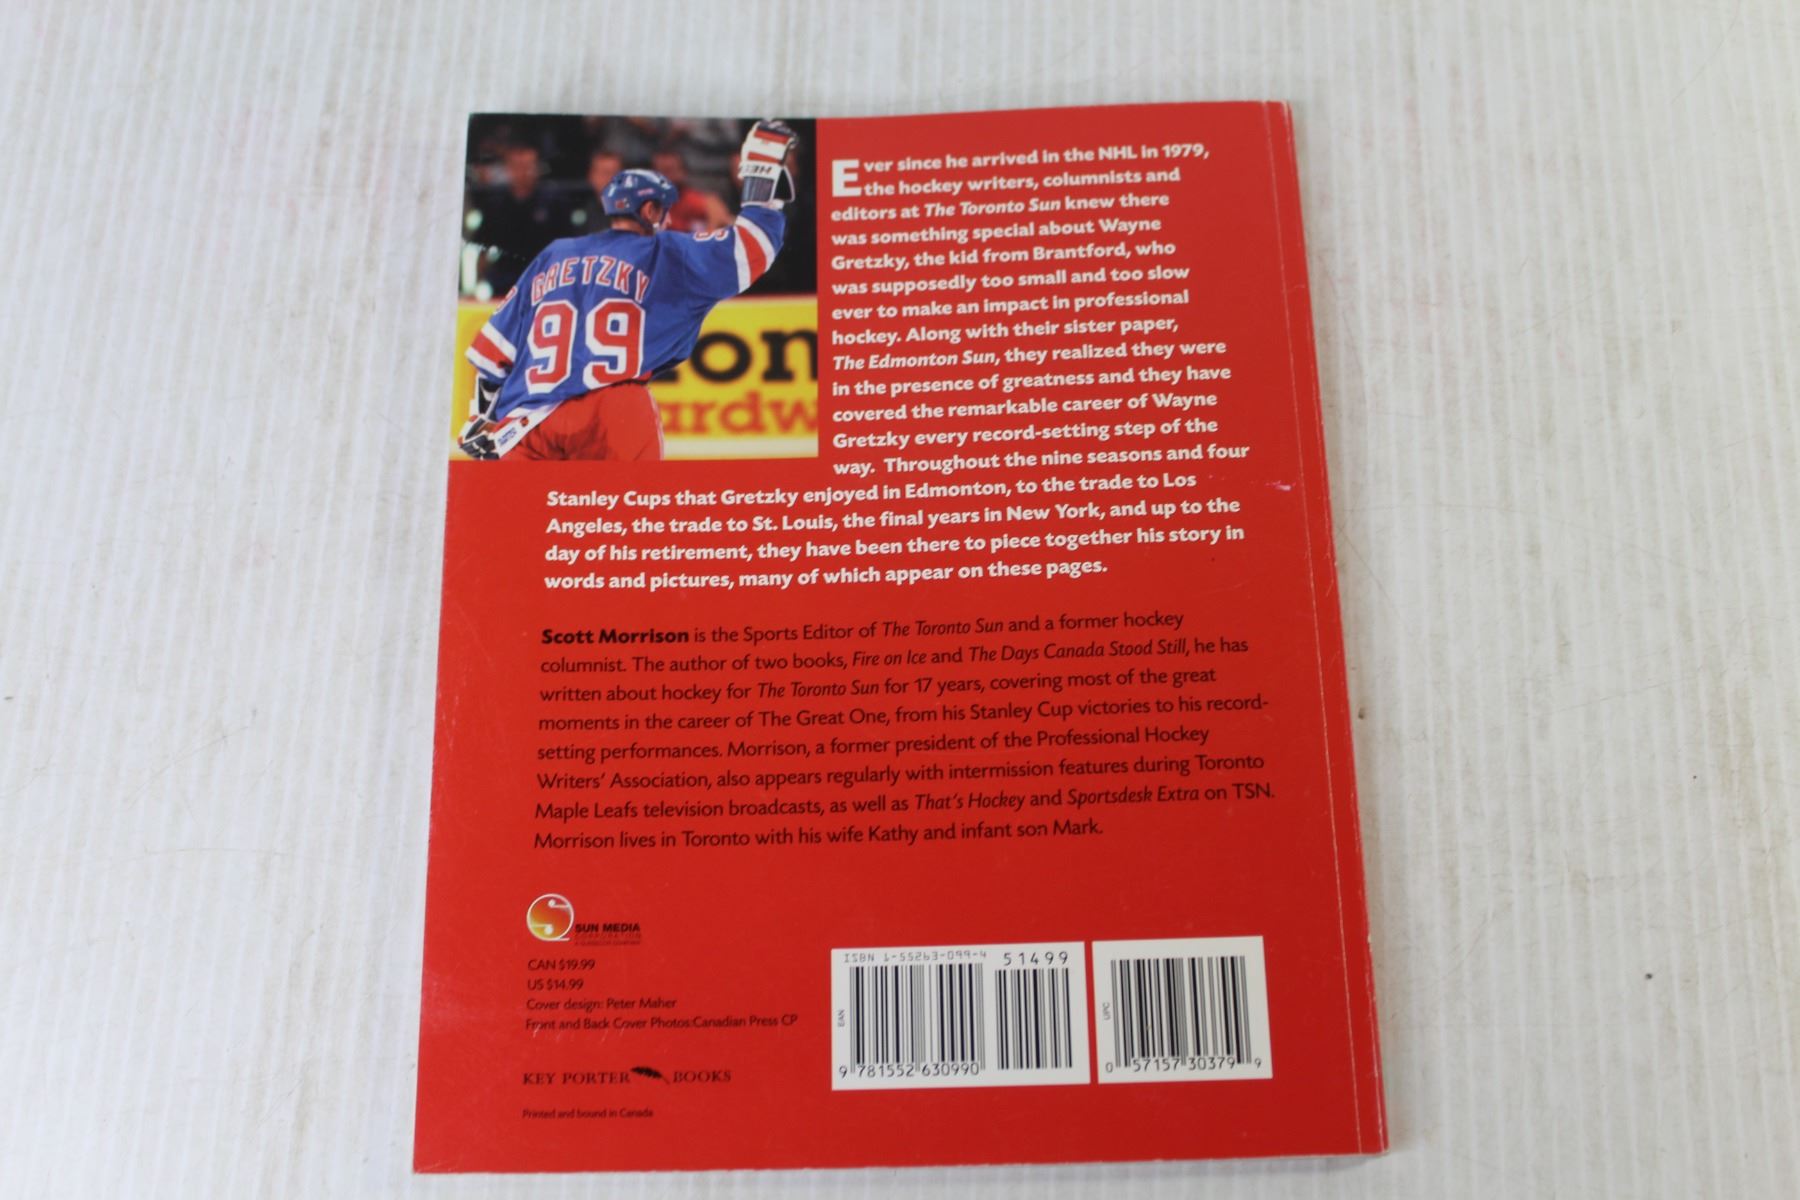 GRETZKY
99
on
ardw
Ever since he arrived in the NHL in 1979,
the hockey writers, columnists and
editors at The Toronto Sun knew there
was something special about Wayne
Gretzky, the kid from Brantford, who
was supposedly too small and too slow
ever to make an impact in professional
hockey. Along with their sister paper,
The Edmonton Sun, they realized they were
in the presence of greatness and they have
covered the remarkable career of Wayne
Gretzky every record-setting step of the
way. Throughout the nine seasons and four
Stanley Cups that Gretzky enjoyed in Edmonton, to the trade to Los
Angeles, the trade to St. Louis, the final years in New York, and up to the
day of his retirement, they have been there to piece together his story in
words and pictures, many of which appear on these pages.
Scott Morrison is the Sports Editor of The Toronto Sun and a former hockey
columnist. The author of two books, Fire on Ice and The Days Canada Stood Still, he has
written about hockey for The Toronto Sun for 17 years, covering most of the great
moments in the career of The Great One, from his Stanley Cup victories to his record-
setting performances. Morrison, a former president of the Professional Hockey
Writers' Association, also appears regularly with intermission features during Toronto
Maple Leafs television broadcasts, as well as That's Hockey and Sportsdesk Extra on TSN.
Morrison lives in Toronto with his wife Kathy and infant son Mark.
SUN MEDIA
CORPORATION
CAN $19.99
US $14.99
Cover design: Peter Maher
Front and Back Cover Photos:Canadian Press CP
KEY PORTER BOOKS
Printed and bound in Canada
ISBN 1-55263-099-4
51499
EAN
9 781552 630990
UPC
0 57157 30379 9